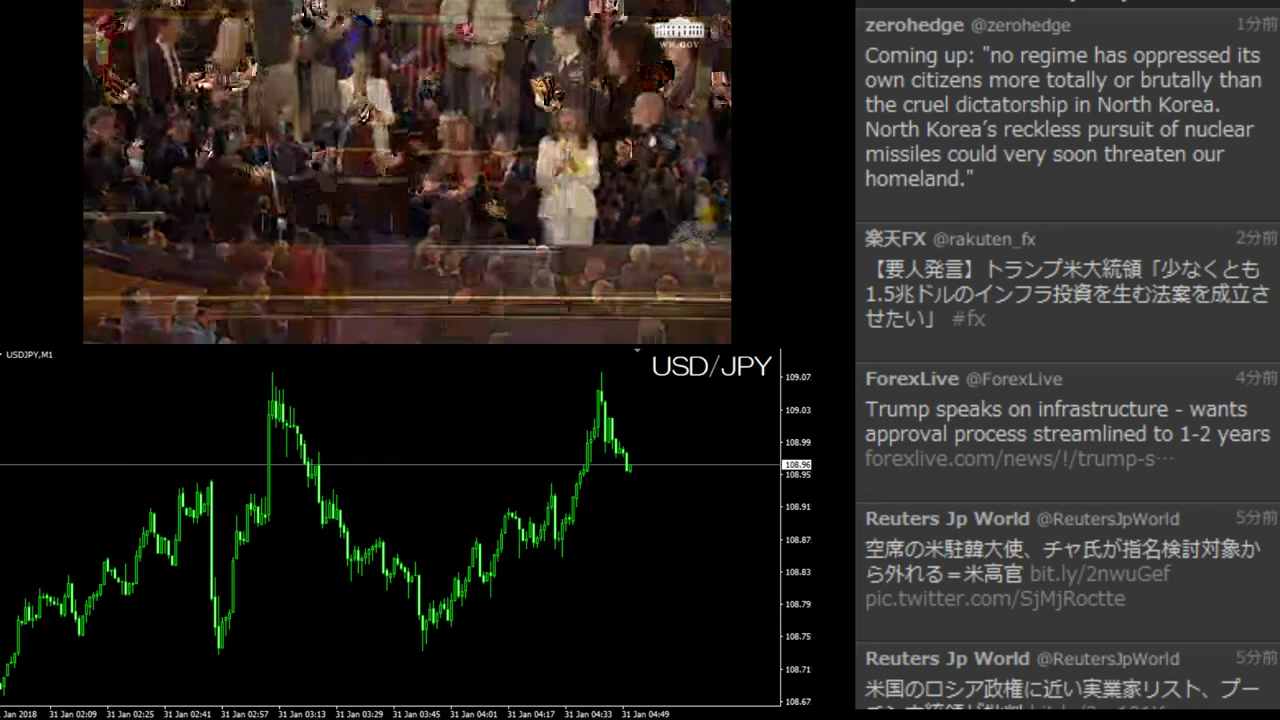 WH.GOV
USDJPY,M1
USD/JPY
109.07
109.03
108.99
108.96
108.95
108.91
108.87
108.83
108.79
108.75
108.71
108.67
Jan 2018
31 Jan 02:09
31 Jan 02:25
31 Jan 02:41
31 Jan 02:57
31 Jan 03:13
31 Jan 03:29
31 Jan 03:45
31 Jan 04:01
31 Jan 04:17
31 Jan 04:33
31 Jan 04:49
zerohedge @zerohedge 1分前
Coming up: "no regime has oppressed its
own citizens more totally or brutally than
the cruel dictatorship in North Korea.
North Korea's reckless pursuit of nuclear
missiles could very soon threaten our
homeland."
楽天FX @rakuten_fx 2分前
【要人発言】トランプ米大統領「少なくとも
1.5兆ドルのインフラ投資を生む法案を成立さ
せたい」 #fx
ForexLive @ForexLive 4分前
Trump speaks on infrastructure - wants
approval process streamlined to 1-2 years
forexlive.com/news/!/trump-s…
Reuters Jp World @ReutersJpWorld 5分前
空席の米駐韓大使、チャ氏が指名検討対象か
ら外れる＝米高官 bit.ly/2nwuGef
pic.twitter.com/SjMjRoctte
Reuters Jp World @ReutersJpWorld 5分前
米国のロシア政権に近い実業家リスト、プー